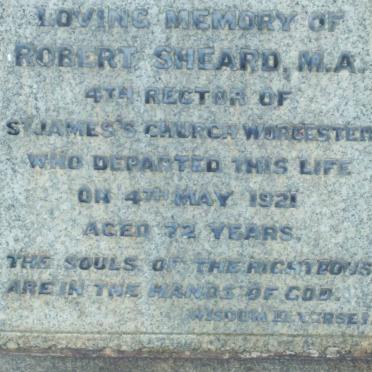 LOVING MEMORY OF
ROBERT SHEARD, M.A.
4TH RECTOR OF
ST JAMES'S CHURCH WORCESTER
WHO DEPARTED THIS LIFE
ON 4TH MAY 1921
AGED 72 YEARS.
THE SOULS OF THE RIGHTEOUS
ARE IN THE HANDS OF GOD.
WISDOM